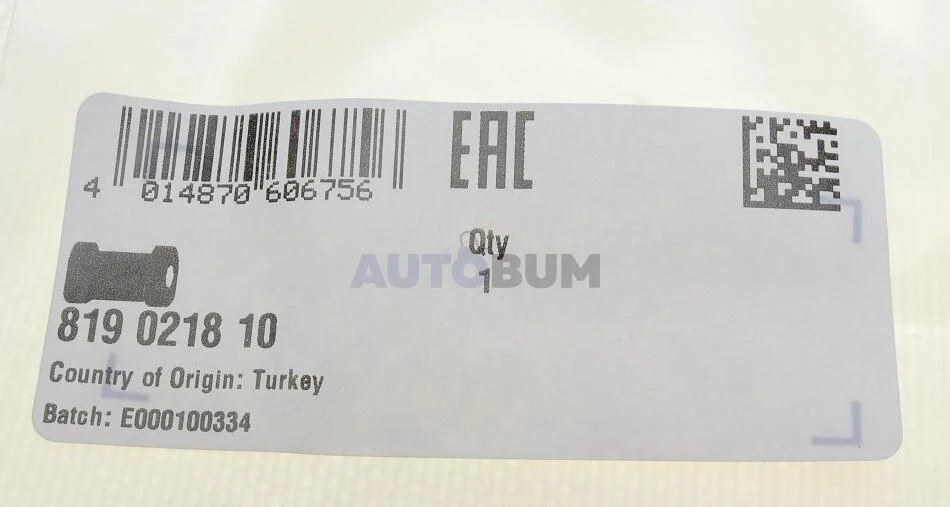 4 014870 606756
EAC
Qty
1
AUTOBUM
819 0218 10
Country of Origin: Turkey
Batch: E000100334